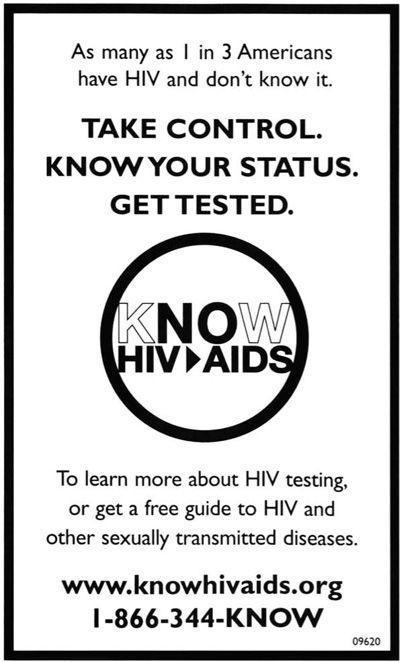 As many as 1 in 3 Americans
have HIV and don't know it.
TAKE CONTROL.
KNOW YOUR STATUS.
GET TESTED.
KNOW
HIV▶AIDS
To learn more about HIV testing,
or get a free guide to HIV and
other sexually transmitted diseases.
www.knowhivaids.org
1-866-344-KNOW
09620